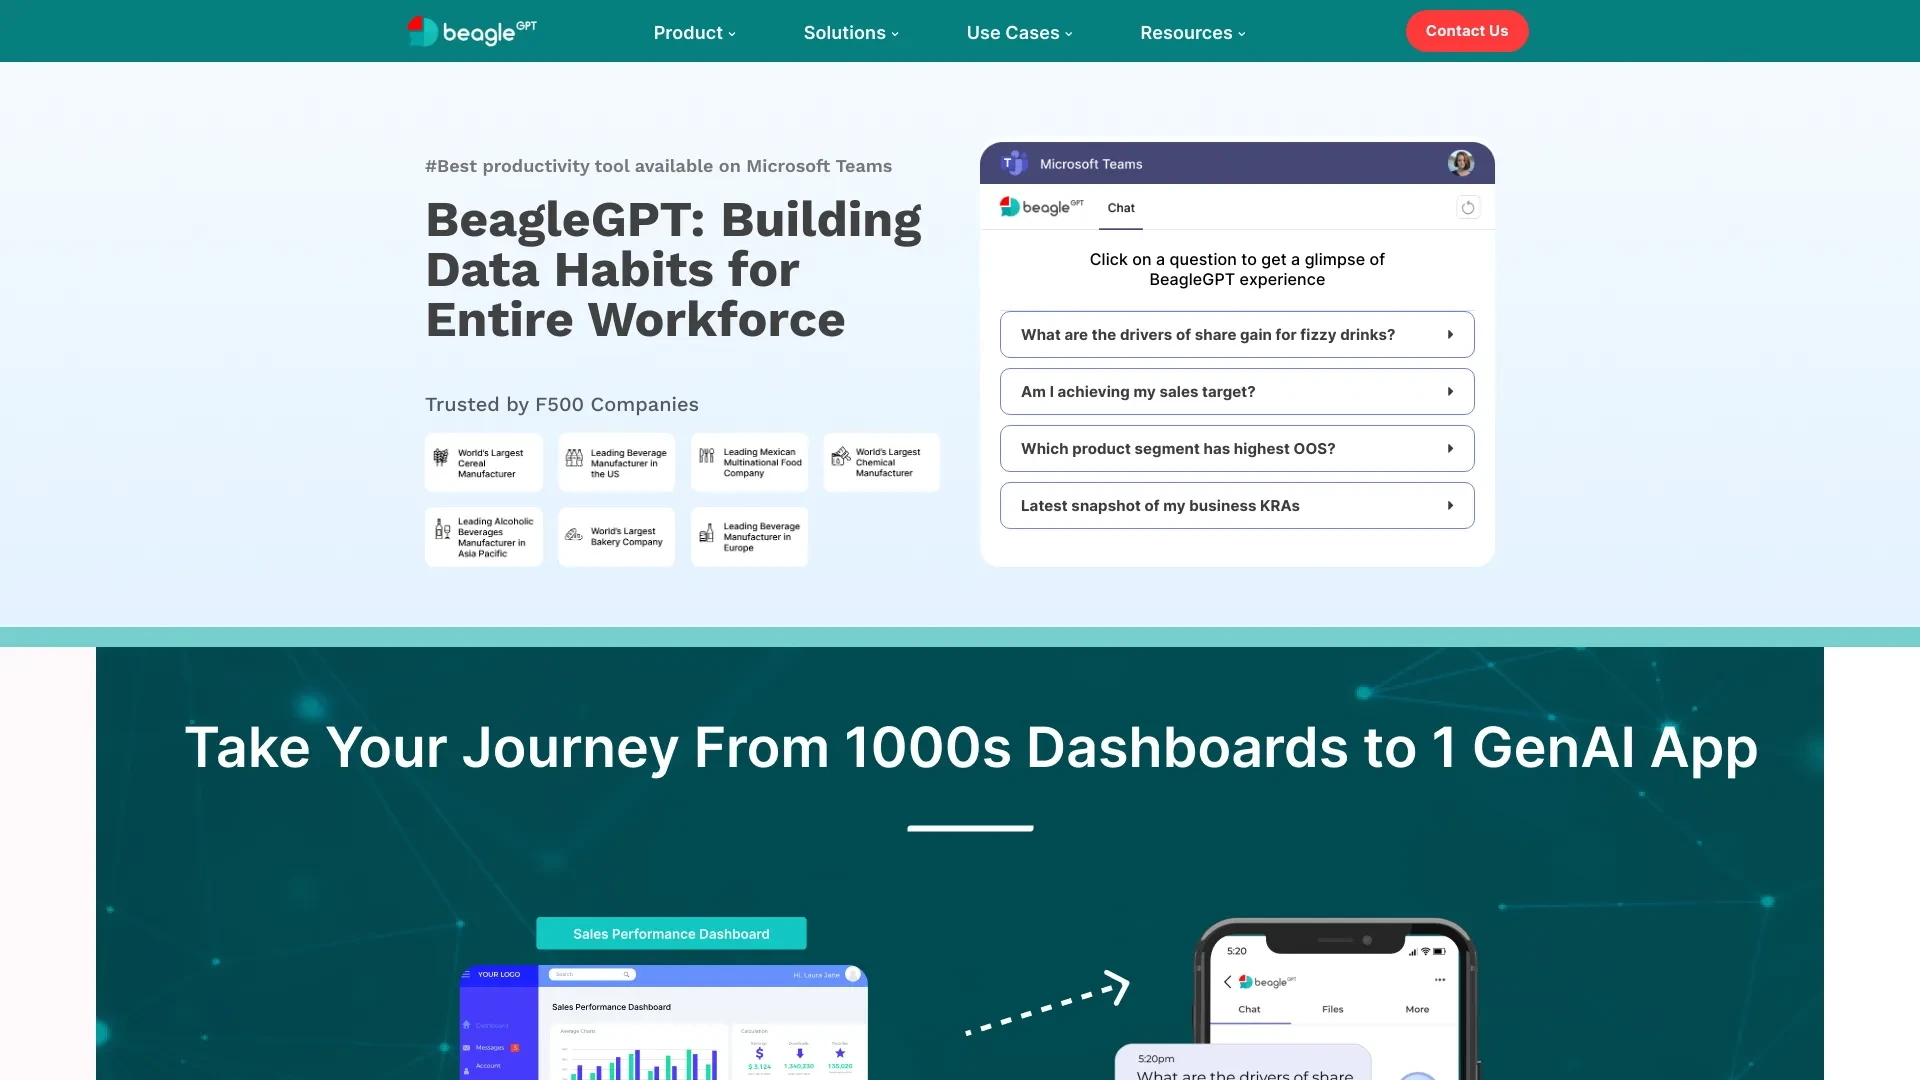 beagleGPT
Product
Solutions
Use Cases
Resources
Contact Us
#Best productivity tool available on Microsoft Teams
BeagleGPT: Building
Data Habits for
Entire Workforce
Trusted by F500 Companies
World's Largest
Cereal
Manufacturer
Leading Beverage
Manufacturer in
the US
Leading Mexican
Multinational Food
Company
World's Largest
Chemical
Manufacturer
Leading Alcoholic
Beverages
Manufacturer in
Asia Pacific
World's Largest
Bakery Company
Leading Beverage
Manufacturer in
Europe
Microsoft Teams
beagleGPT
Chat
Click on a question to get a glimpse of
BeagleGPT experience
What are the drivers of share gain for fizzy drinks?
Am I achieving my sales target?
Which product segment has highest OOS?
Latest snapshot of my business KRAs
Take Your Journey From 1000s Dashboards to 1 GenAI App
Sales Performance Dashboard
YOUR LOGO
Search
Hi, Laura Jane
Sales Performance Dashboard
Dashboard
Messages
Account
Average Charts
Calculation
$ 3,124
1,340,230
135,020
5:20
beagleGPT
Chat
Files
More
5:20pm
What are the drivers of share